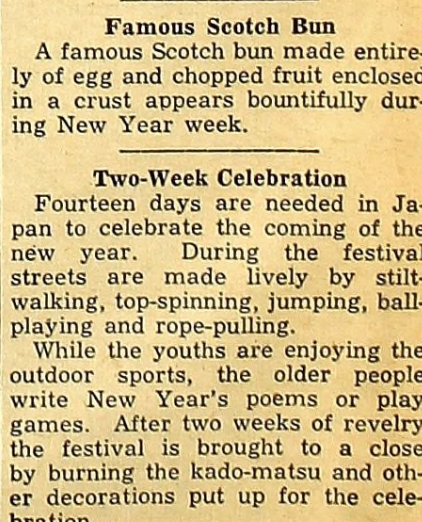 Famous Scotch Bun
A famous Scotch bun made entire-
ly of egg and chopped fruit enclosed
in a crust appears bountifully dur-
ing New Year week.
Two-Week Celebration
Fourteen days are needed in Ja-
pan to celebrate the coming of the
new year. During the festival
streets are made lively by stilt-
walking, top-spinning, jumping, ball-
playing and rope-pulling.
While the youths are enjoying the
outdoor sports, the older people
write New Year's poems or play
games. After two weeks of revelry
the festival is brought to a close
by burning the kado-matsu and oth-
er decorations put up for the cele-
bration.